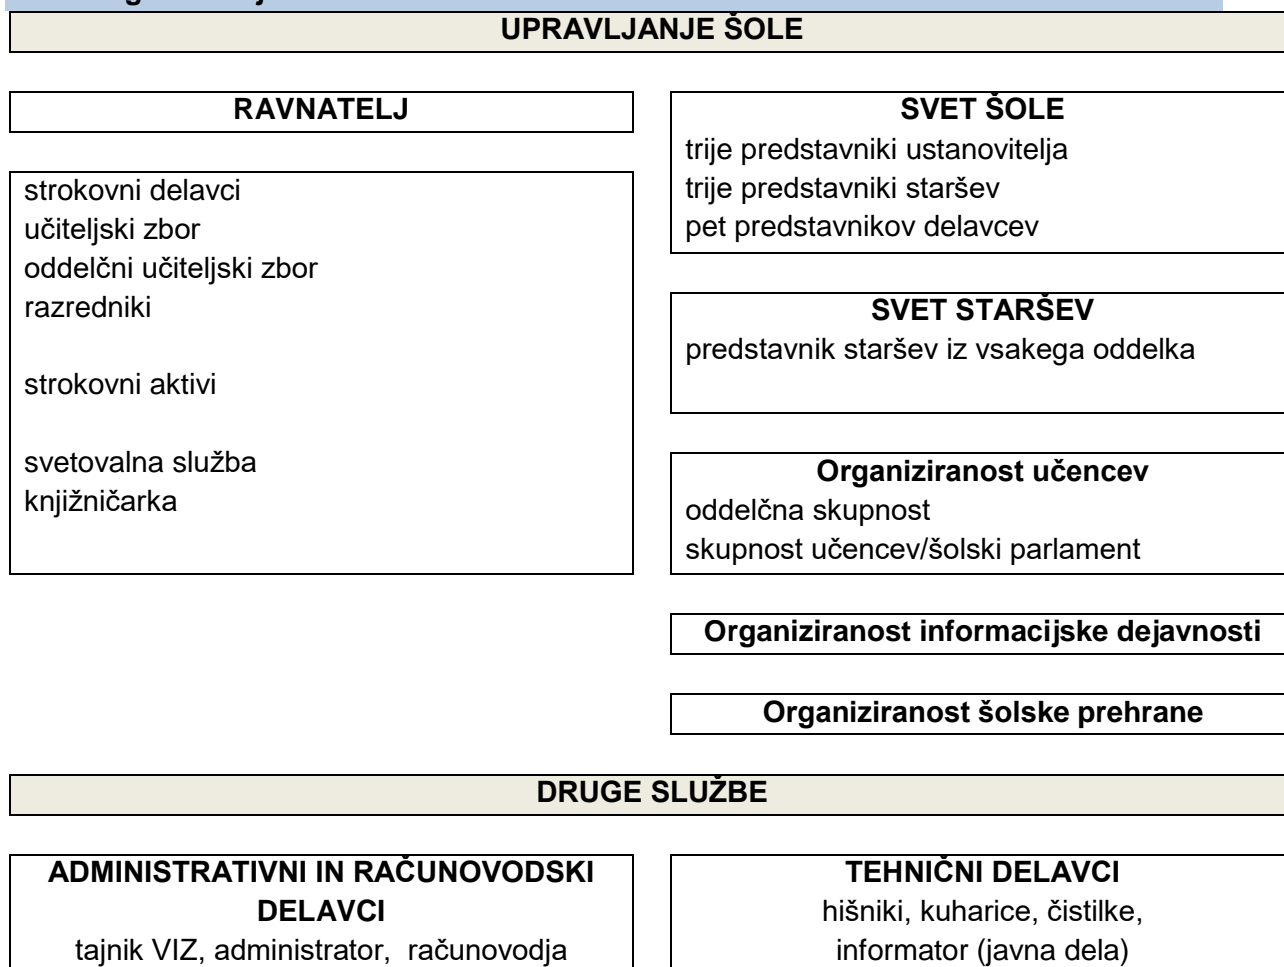 UPRAVLJANJE ŠOLE
RAVNATELJ
strokovni delavci
učiteljski zbor
oddelčni učiteljski zbor
razredniki
strokovni aktivi
svetovalna služba
knjižničarka
SVET ŠOLE
trije predstavniki ustanovitelja
trije predstavniki staršev
pet predstavnikov delavcev
SVET STARŠEV
predstavnik staršev iz vsakega oddelka
Organiziranost učencev
oddelčna skupnost
skupnost učencev/šolski parlament
Organiziranost informacijske dejavnosti
Organiziranost šolske prehrane
DRUGE SLUŽBE
ADMINISTRATIVNI IN RAČUNOVODSKI
DELAVCI
tajnik VIZ, administrator, računovodja
TEHNIČNI DELAVCI
hišniki, kuharice, čistilke,
informator (javna dela)